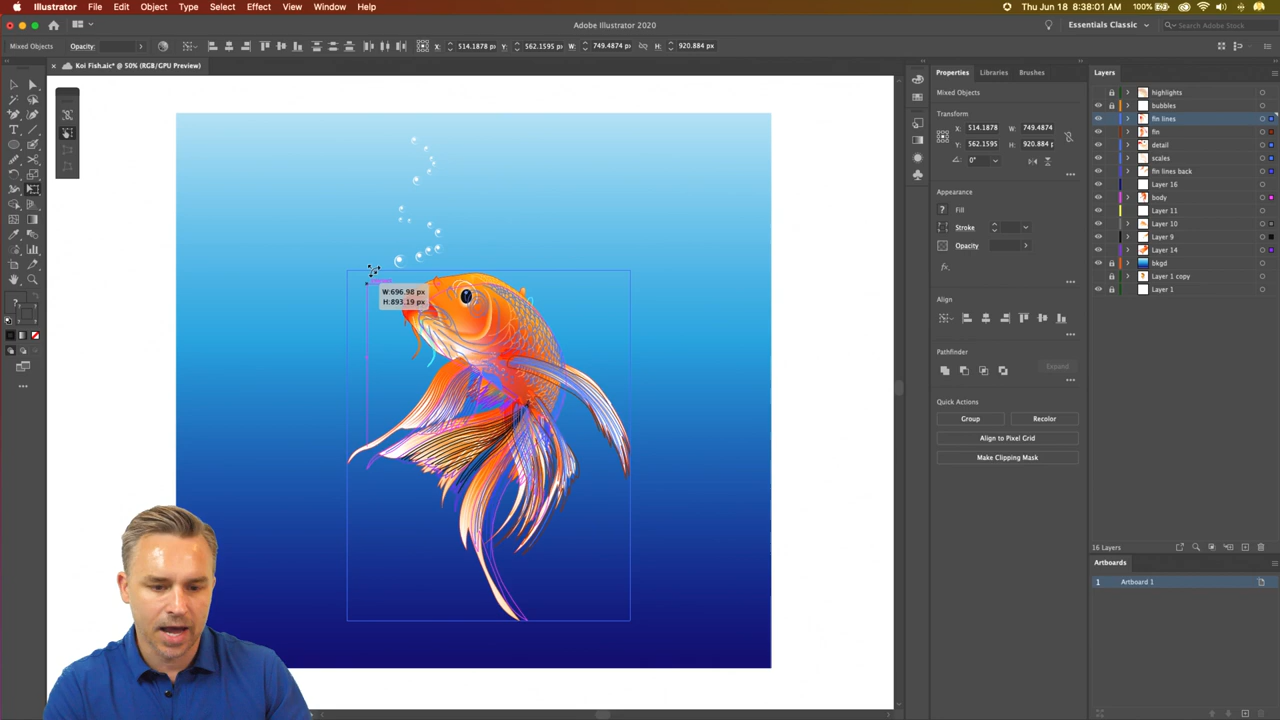 Illustrator File Edit Object Type Select Effect View Window Help 100% Thu Jun 18 8:38:01 AM
Adobe Illustrator 2020 Essentials Classic Search Adobe Stock
Mixed Objects Opacity: X: 514.1878 Y: 562.1595 W: 749.4874 H: 920.884 px
× Koi Fish.aic* @ 50% (RGB/GPU Preview)
Properties Libraries Brushes
Mixed Objects
Transform
X: 514.1878 W: 749.4874
Y: 562.1595 H: 920.884 p
0°
Appearance
? Fill
Stroke
Opacity
fx.
Align
Pathfinder
Expand
Quick Actions
Group Recolor
Align to Pixel Grid
Make Clipping Mask
Layers
highlights
bubbles
fin lines
fin
detail
scales
fin lines back
Layer 16
body
Layer 11
Layer 10
Layer 9
Layer 14
bkgd
Layer 1 copy
Layer 1
16 Layers
Artboards
1 Artboard 1
W:696.98 px
H:893.19 px